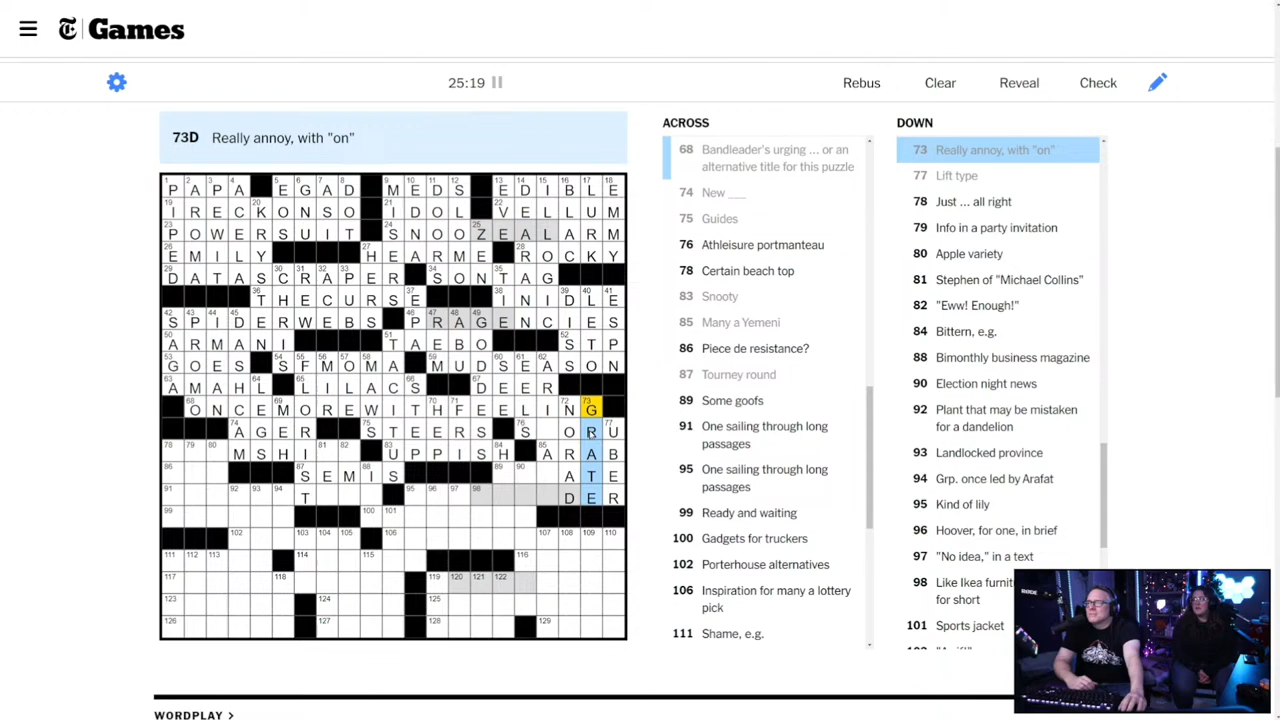 Games
25:19
Rebus
Clear
Reveal
Check
73D Really annoy, with "on"
ACROSS
68 Bandleader's urging ... or an
alternative title for this puzzle
74 New ___
75 Guides
76 Athleisure portmanteau
78 Certain beach top
83 Snooty
85 Many a Yemeni
86 Piece de resistance?
87 Tourney round
89 Some goofs
91 One sailing through long
passages
95 One sailing through long
passages
99 Ready and waiting
100 Gadgets for truckers
102 Porterhouse alternatives
106 Inspiration for many a lottery
pick
111 Shame, e.g.
DOWN
73 Really annoy, with "on"
77 Lift type
78 Just ... all right
79 Info in a party invitation
80 Apple variety
81 Stephen of "Michael Collins"
82 "Eww! Enough!"
84 Bittern, e.g.
88 Bimonthly business magazine
90 Election night news
92 Plant that may be mistaken
for a dandelion
93 Landlocked province
94 Grp. once led by Arafat
95 Kind of lily
96 Hoover, for one, in brief
97 "No idea," in a text
98 Like Ikea furnit
for short
101 Sports jacket
PAPA EGAD MEDS EDIBLE
IRECKONSO IDOL VELLUM
POWERSUIT SNOOZEALARM
EMILY HEARME ROCKY
DATASCRAPER SONTAG
THECURSE INIDLE
SPIDERWEBS PRAGENCIES
ARMANI TAEBO STP
GOES SFMOMA MUDSEASON
AMAHL LILACS DEER
ONCEMOREWITHFEELING
AGER STEERS S ORU
MSHI UPPISH ARAB
SEMIS ATE
T DER
WORDPLAY >